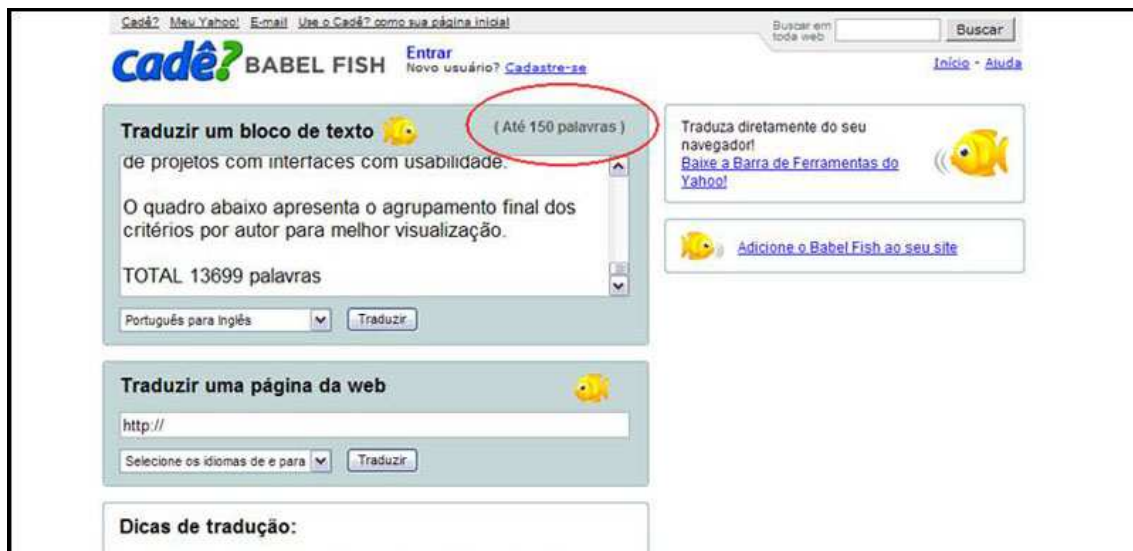 Cadê? Meu Yahoo! E-mail Use o Cadê? como sua página inicial
Buscar em
toda web
Buscar
Cadê? BABEL FISH
Entrar
Novo usuário? Cadastre-se
Início - Ajuda
Traduzir um bloco de texto
( Até 150 palavras )
de projetos com interfaces com usabilidade.
O quadro abaixo apresenta o agrupamento final dos
critérios por autor para melhor visualização.
TOTAL 13699 palavras
Português para Inglês
Traduzir
Traduza diretamente do seu
navegador!
Baixe a Barra de Ferramentas do
Yahoo!
Adicione o Babel Fish ao seu site
Traduzir uma página da web
http://
Selecione os idiomas de e para
Traduzir
Dicas de tradução: